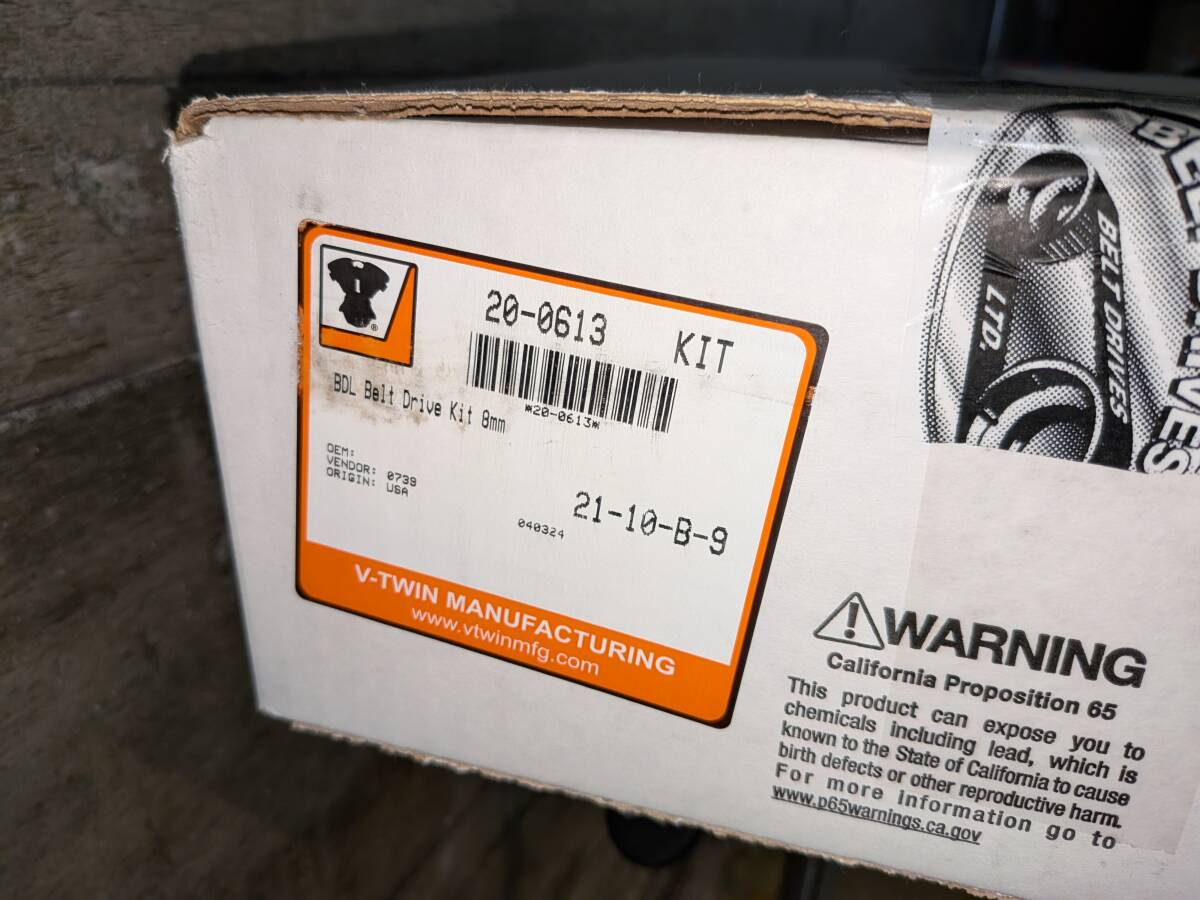 20-0613 KIT
*20-0613*
BDL Belt Drive Kit 8mm
OEM:
VENDOR: 0739
ORIGIN: USA
21-10-B-9
040324
V-TWIN MANUFACTURING
www.vtwinmfg.com
BELT DRIVES
LTD.
BELT DRIVES
WARNING
California Proposition 65
This product can expose you to
chemicals including lead, which is
known to the State of California to cause
birth defects or other reproductive harm.
For more information go to
www.p65warnings.ca.gov